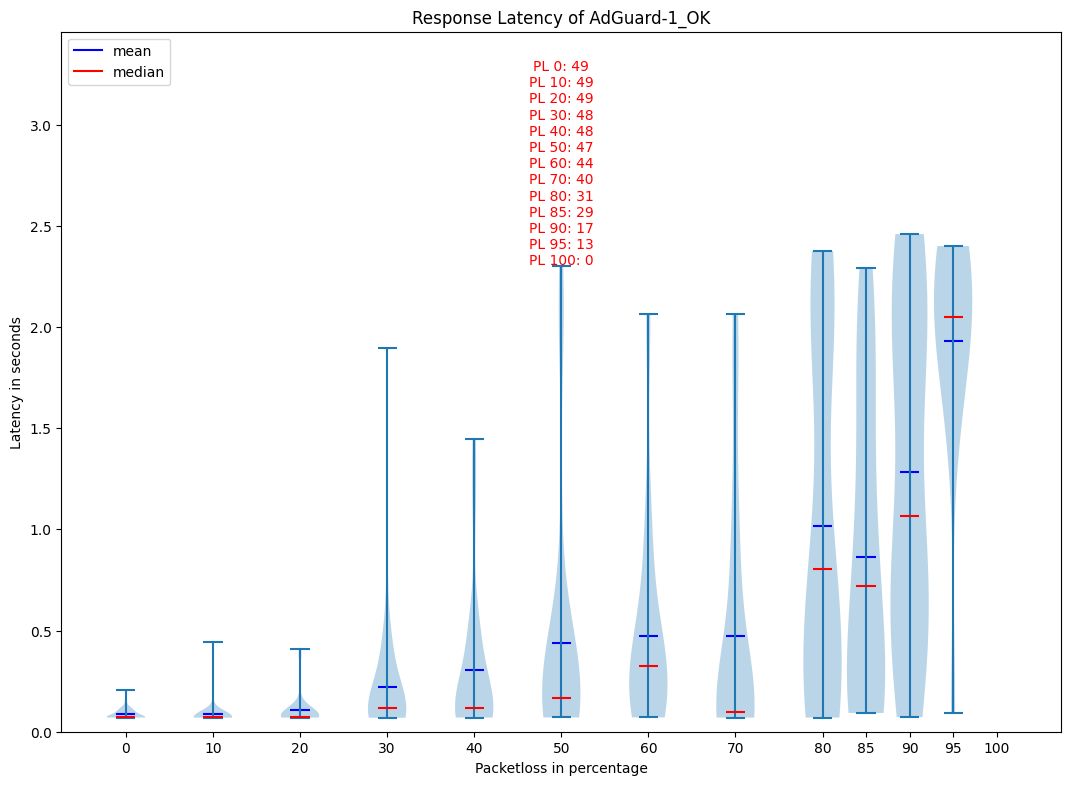 Response Latency of AdGuard-1_OK
mean
median
PL 0: 49
PL 10: 49
PL 20: 49
PL 30: 48
PL 40: 48
PL 50: 47
PL 60: 44
PL 70: 40
PL 80: 31
PL 85: 29
PL 90: 17
PL 95: 13
PL 100: 0
Latency in seconds
3.0
2.5
2.0
1.5
1.0
0.5
0.0
0 10 20 30 40 50 60 70 80 85 90 95 100
Packetloss in percentage